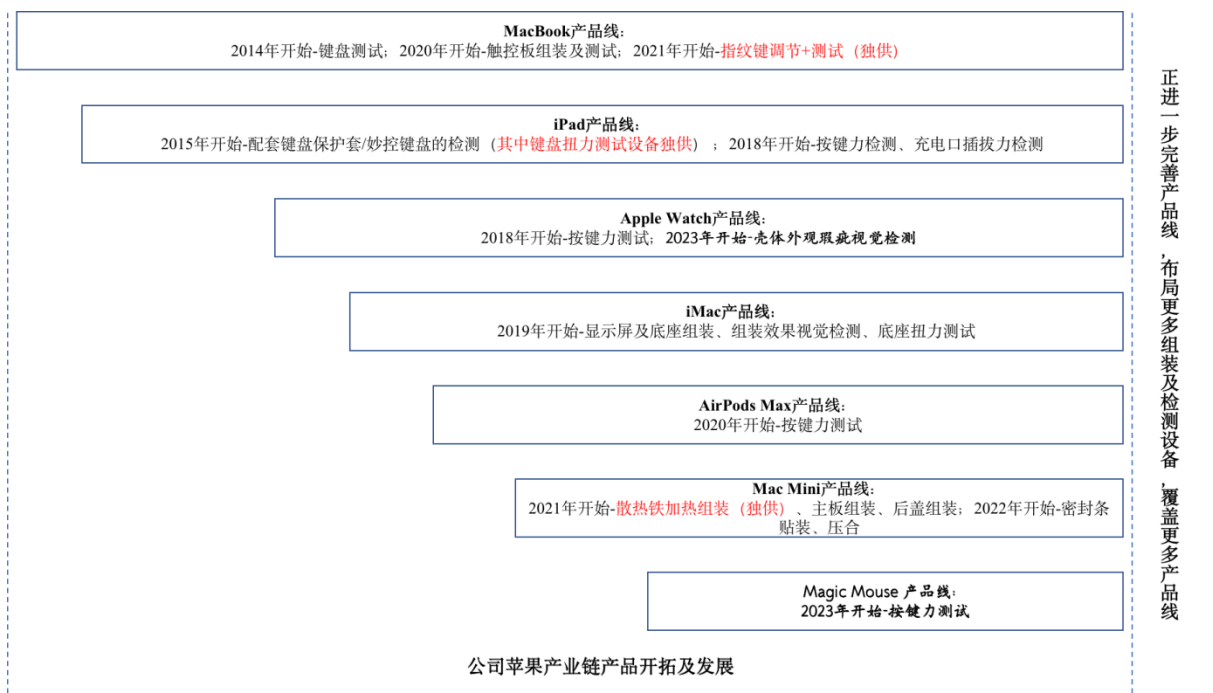 MacBook产品线：
2014年开始-键盘测试；2020年开始-触控板组装及测试；2021年开始-指纹键调节+测试（独供）
iPad产品线：
2015年开始-配套键盘保护套/妙控键盘的检测（其中键盘扭力测试设备独供）；2018年开始-按键力检测、充电口插拔力检测
Apple Watch产品线：
2018年开始-按键力测试；2023年开始-壳体外观瑕疵视觉检测
iMac产品线：
2019年开始-显示屏及底座组装、组装效果视觉检测、底座扭力测试
AirPods Max产品线：
2020年开始-按键力测试
Mac Mini产品线：
2021年开始-散热铁加热组装（独供）、主板组装、后盖组装；2022年开始-密封条
贴装、压合
Magic Mouse 产品线：
2023年开始-按键力测试
公司苹果产业链产品开拓及发展
正进一步完善产品线，布局更多组装及检测设备，覆盖更多产品线